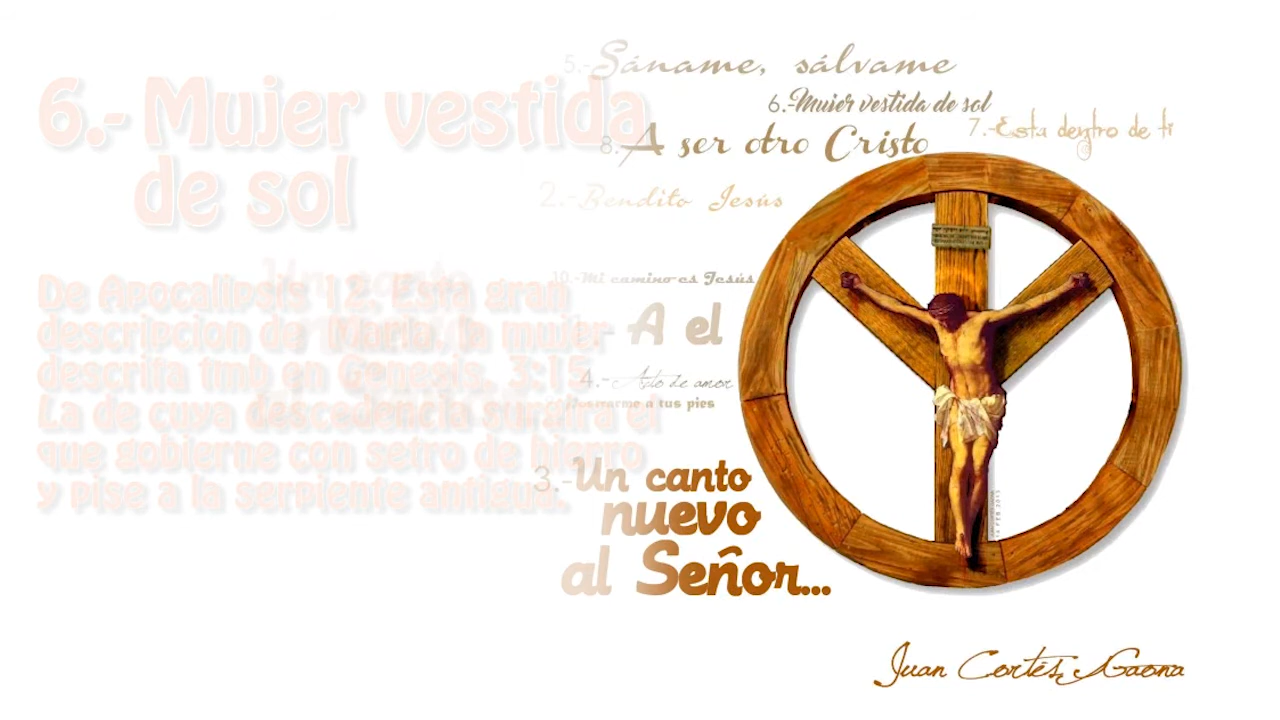 6.- Mujer vestida
de sol
De Apocalipsis 12. Esta gran
descripcion de Maria, la mujer
descrita tmb en Genesis, 3:15
La de cuya descedencia surgira el
que gobierne con setro de hierro
y pise a la serpiente antigua.
5.-Sáname, sálvame
6.-Mujer vestida de sol
7.-Esta dentro de ti
8.-A ser otro Cristo
2.-Bendito Jesús
10.-Mi camino es Jesús
A el
4.-Acto de amor
a tus pies
3.-Un canto
nuevo
al Señor...
Juan Cortés Gaona